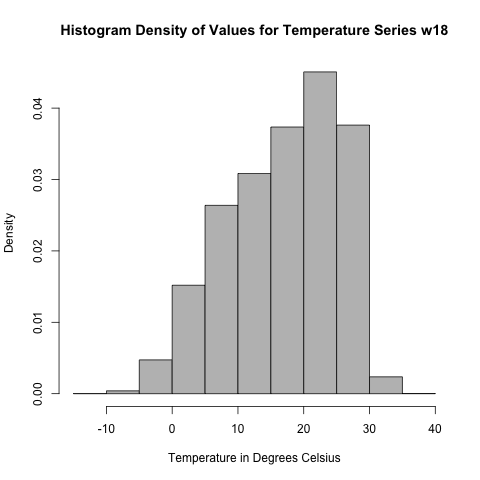 Histogram Density of Values for Temperature Series w18
Density
0.00
0.01
0.02
0.03
0.04
-10 0 10 20 30 40
Temperature in Degrees Celsius